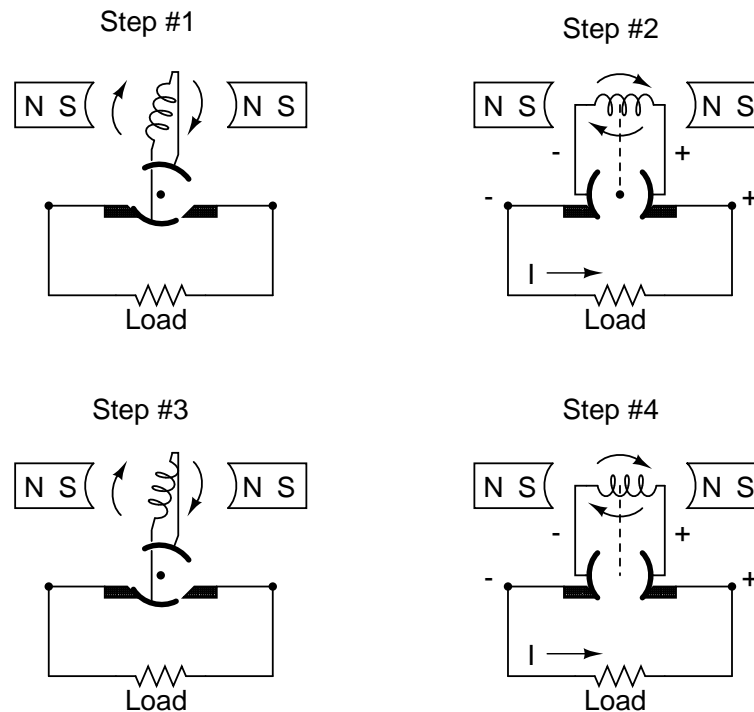 Step #1
N S N S
Load
Step #2
N S N S
- +
- +
I
Load
Step #3
N S N S
Load
Step #4
N S N S
- +
- +
I
Load